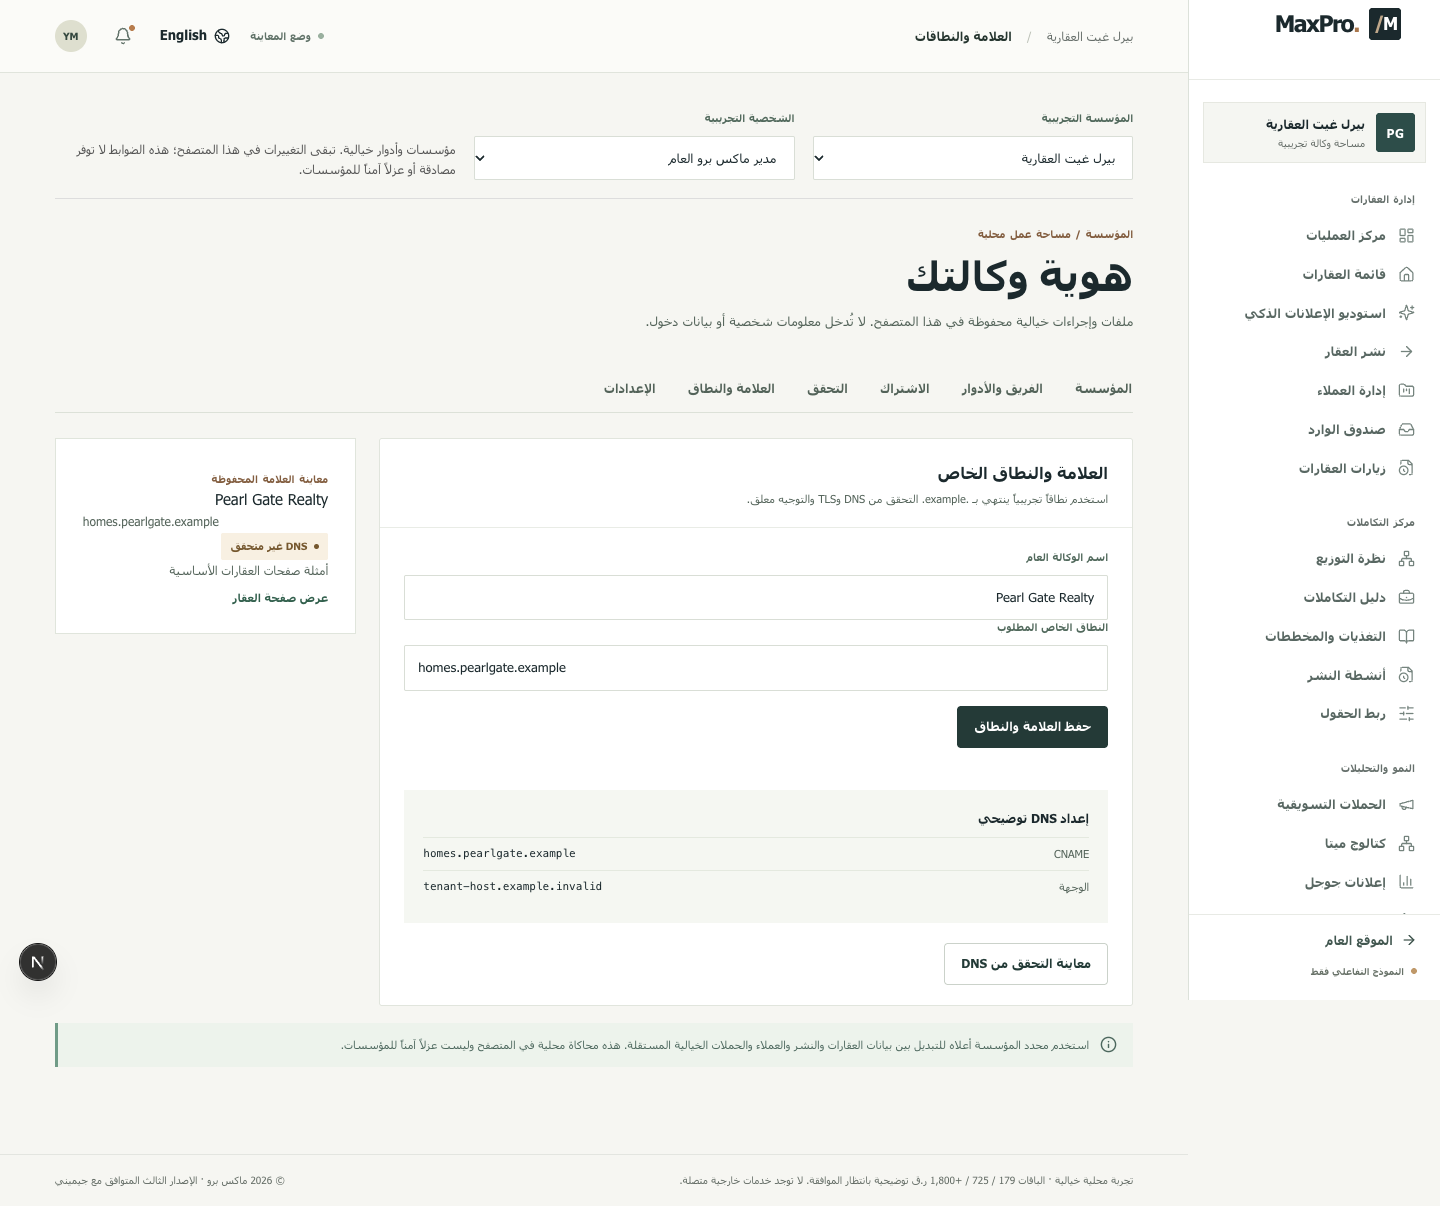 MaxPro.
/M
بيرل غيت العقارية / العلامة والنطاقات
وضع المعاينة
English
YM
PG
بيرل غيت العقارية
مساحة وكالة تجريبية
إدارة العقارات
مركز العمليات
قائمة العقارات
استوديو الإعلانات الذكي
نشر العقار
إدارة العملاء
صندوق الوارد
زيارات العقارات
مركز التكاملات
نظرة التوزيع
دليل التكاملات
التغذيات والمخططات
أنشطة النشر
ربط الحقول
النمو والتحليلات
الحملات التسويقية
كتالوج ميتا
إعلانات جوجل
الموقع العام
النموذج التفاعلي فقط
المؤسسة التجريبية
بيرل غيت العقارية
الشخصية التجريبية
مدير ماكس برو العام
مؤسسات وأدوار خيالية. تبقى التغييرات في هذا المتصفح؛ هذه الضوابط لا توفر
مصادقة أو عزلاً آمناً للمؤسسات.
المؤسسة / مساحة عمل محلية
هوية وكالتك
ملفات وإجراءات خيالية محفوظة في هذا المتصفح. لا تُدخل معلومات شخصية أو بيانات دخول.
المؤسسة
الفريق والأدوار
الاشتراك
التحقق
العلامة والنطاق
الإعدادات
العلامة والنطاق الخاص
استخدم نطاقاً تجريبياً ينتهي بـ .example. التحقق من DNS وTLS والتوجيه معلق.
اسم الوكالة العام
Pearl Gate Realty
النطاق الخاص المطلوب
homes.pearlgate.example
حفظ العلامة والنطاق
إعداد DNS توضيحي
CNAME
homes.pearlgate.example
الوجهة
tenant-host.example.invalid
معاينة التحقق من DNS
معاينة العلامة المحفوظة
Pearl Gate Realty
homes.pearlgate.example
DNS غير متحقق
أمثلة صفحات العقارات الأساسية
عرض صفحة العقار
استخدم محدد المؤسسة أعلاه للتبديل بين بيانات العقارات والنشر والعملاء والحملات الخيالية المستقلة. هذه محاكاة محلية في المتصفح وليست عزلاً آمناً للمؤسسات.
تجربة محلية خيالية · الباقات 179 / 725 / +1,800 ر.ق توضيحية بانتظار الموافقة. لا توجد خدمات خارجية متصلة.
© 2026 ماكس برو · الإصدار الثالث المتوافق مع جيميني
N